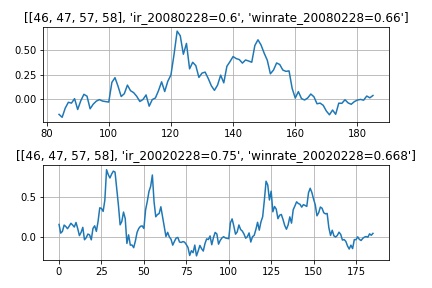 [[46, 47, 57, 58], 'ir_20080228=0.6', 'winrate_20080228=0.66']
0.50
0.25
0.00
80 100 120 140 160 180
[[46, 47, 57, 58], 'ir_20020228=0.75', 'winrate_20020228=0.668']
0.5
0.0
0 25 50 75 100 125 150 175